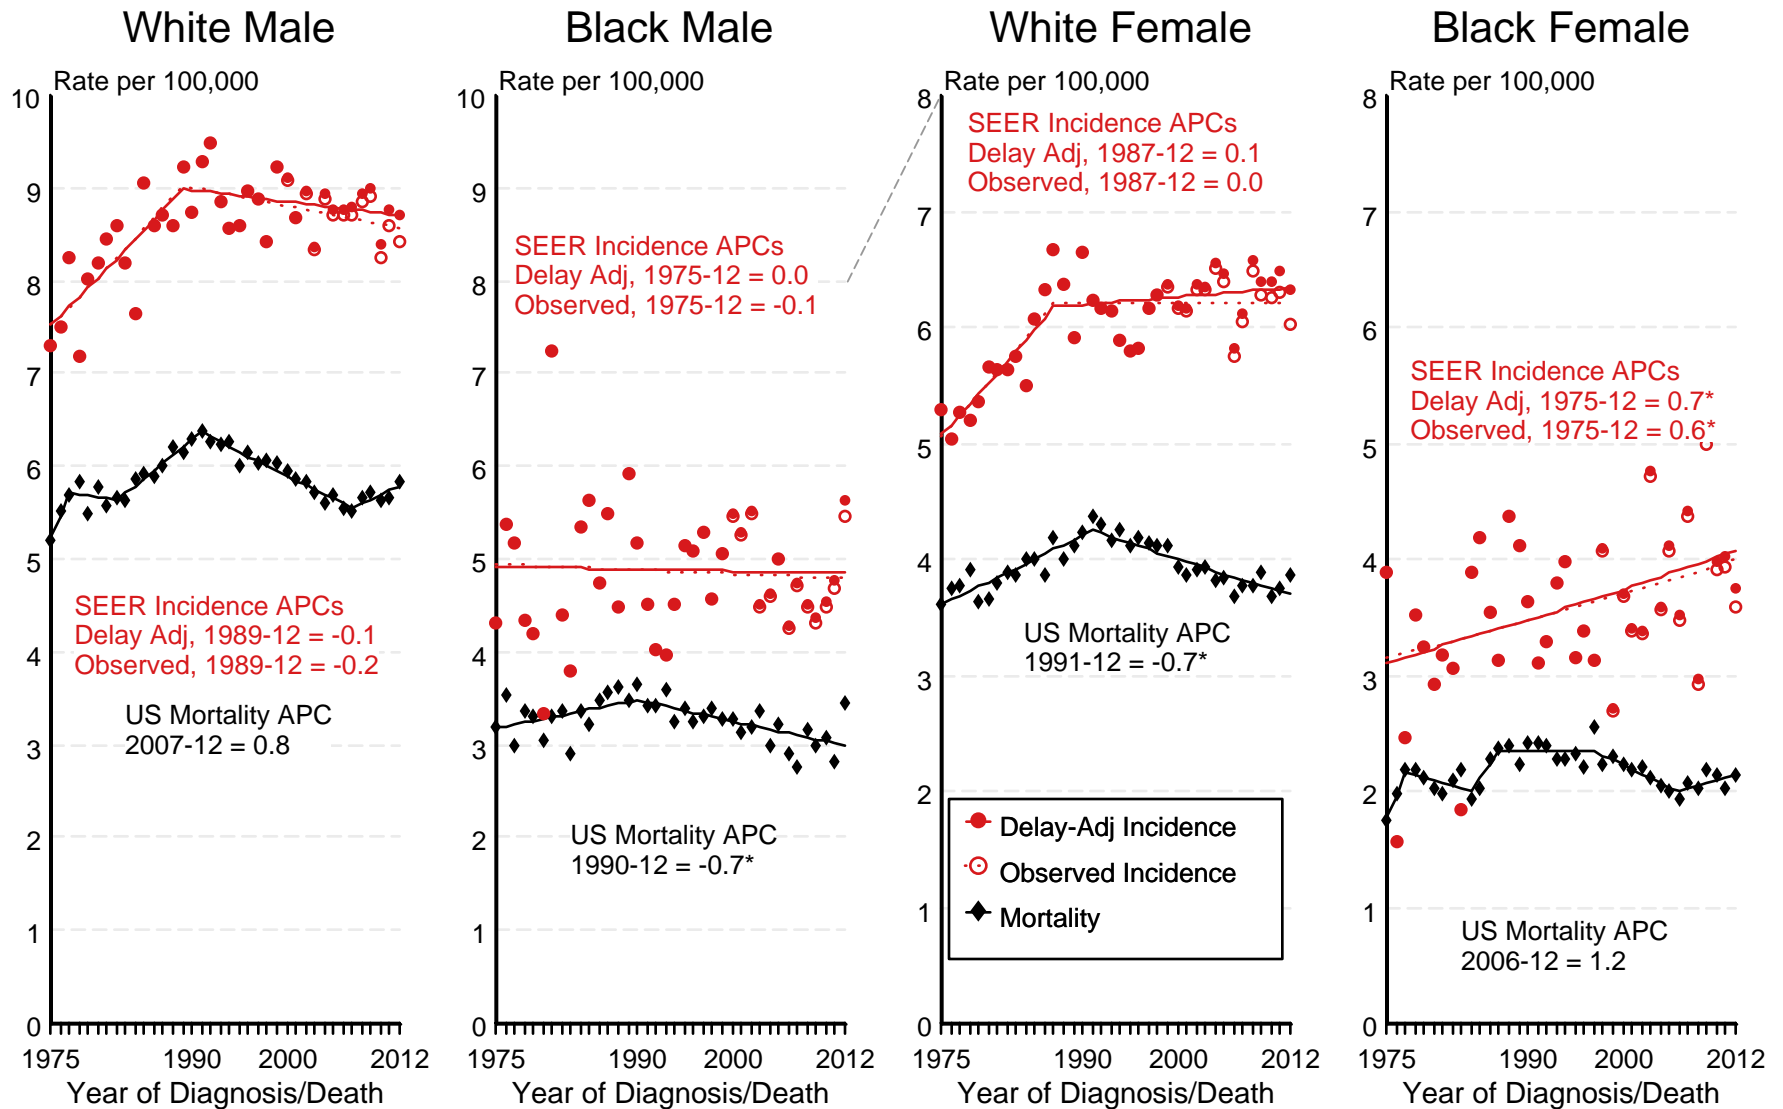 White Male
Rate per 100,000
10
9
8
7
6
5
4
3
2
1
0
SEER Incidence APCs
Delay Adj, 1989-12 = -0.1
Observed, 1989-12 = -0.2
US Mortality APC
2007-12 = 0.8
1975 1990 2000 2012
Year of Diagnosis/Death
Black Male
Rate per 100,000
10
9
8
7
6
5
4
3
2
1
0
SEER Incidence APCs
Delay Adj, 1975-12 = 0.0
Observed, 1975-12 = -0.1
US Mortality APC
1990-12 = -0.7*
1975 1990 2000 2012
Year of Diagnosis/Death
White Female
Rate per 100,000
8
7
6
5
4
3
2
1
0
SEER Incidence APCs
Delay Adj, 1987-12 = 0.1
Observed, 1987-12 = 0.0
US Mortality APC
1991-12 = -0.7*
Delay-Adj Incidence
Observed Incidence
Mortality
1975 1990 2000 2012
Year of Diagnosis/Death
Black Female
Rate per 100,000
8
7
6
5
4
3
2
1
0
SEER Incidence APCs
Delay Adj, 1975-12 = 0.7*
Observed, 1975-12 = 0.6*
US Mortality APC
2006-12 = 1.2
1975 1990 2000 2012
Year of Diagnosis/Death